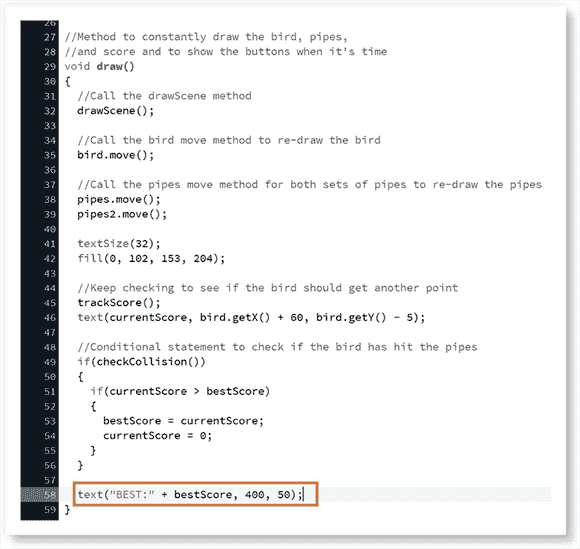 26
27 //Method to constantly draw the bird, pipes,
28 //and score and to show the buttons when it's time
29 void draw()
30 {
31 //Call the drawScene method
32 drawScene();
33
34 //Call the bird move method to re-draw the bird
35 bird.move();
36
37 //Call the pipes move method for both sets of pipes to re-draw the pipes
38 pipes.move();
39 pipes2.move();
40
41 textSize(32);
42 fill(0, 102, 153, 204);
43
44 //Keep checking to see if the bird should get another point
45 trackScore();
46 text(currentScore, bird.getX() + 60, bird.getY() - 5);
47
48 //Conditional statement to check if the bird has hit the pipes
49 if(checkCollision())
50 {
51 if(currentScore > bestScore)
52 {
53 bestScore = currentScore;
54 currentScore = 0;
55 }
56 }
57
58 text("BEST:" + bestScore, 400, 50);
59 }